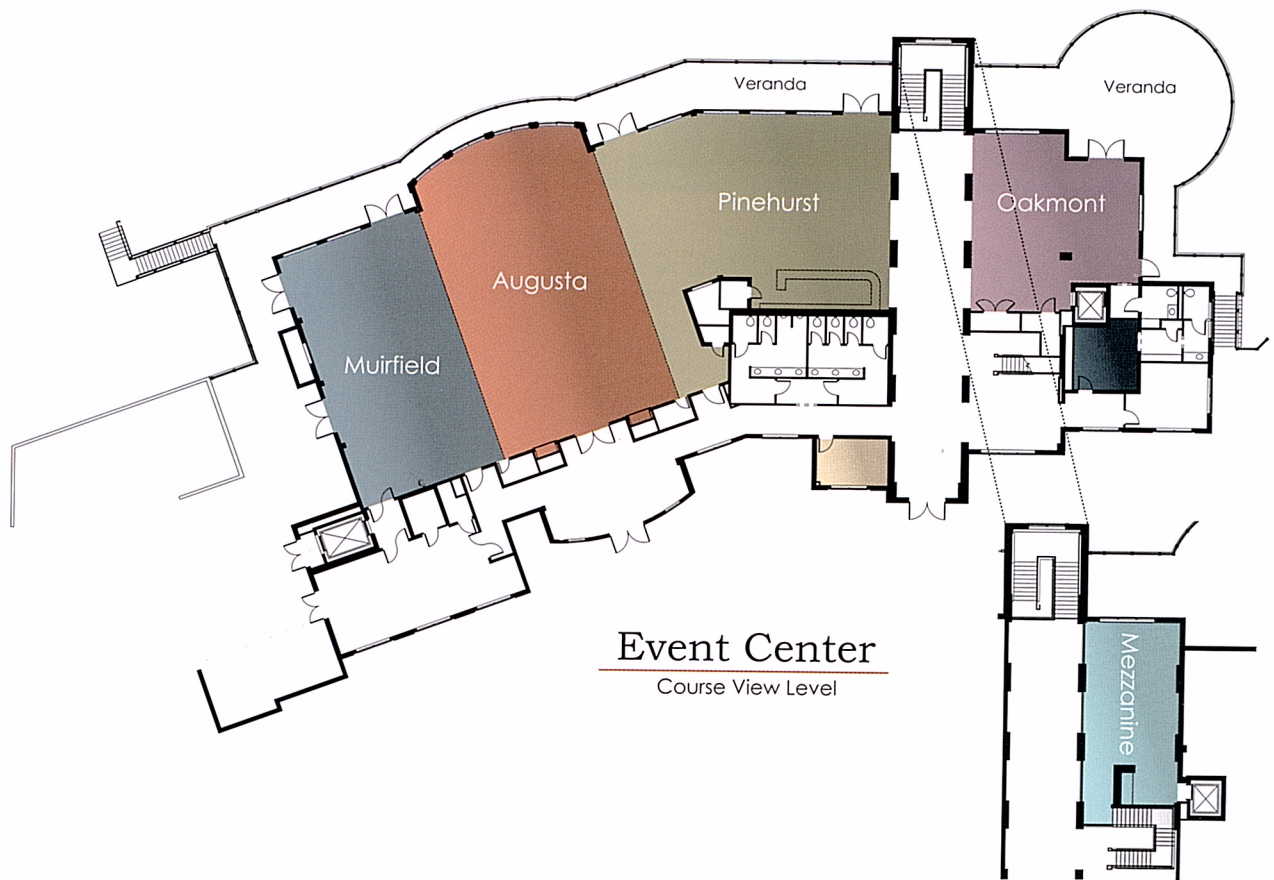 Veranda
Veranda
Pinehurst
Oakmont
Augusta
Muirfield
Event Center
Course View Level
Mezzanine